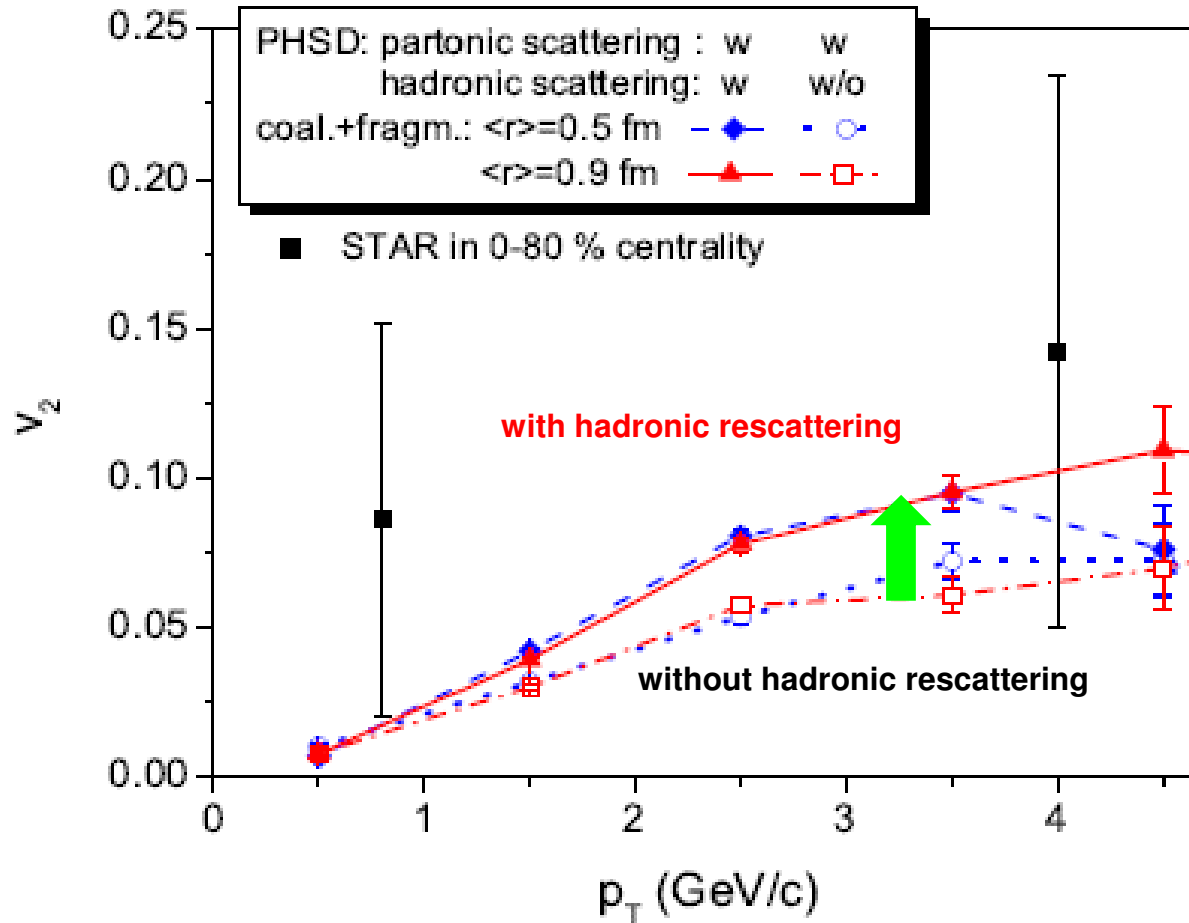 PHSD: partonic scattering : w w
hadronic scattering: w w/o
coal.+fragm.: <r>=0.5 fm
<r>=0.9 fm
STAR in 0-80 % centrality
with hadronic rescattering
without hadronic rescattering
v₂
0.25
0.20
0.15
0.10
0.05
0.00
0 1 2 3 4
p_T (GeV/c)